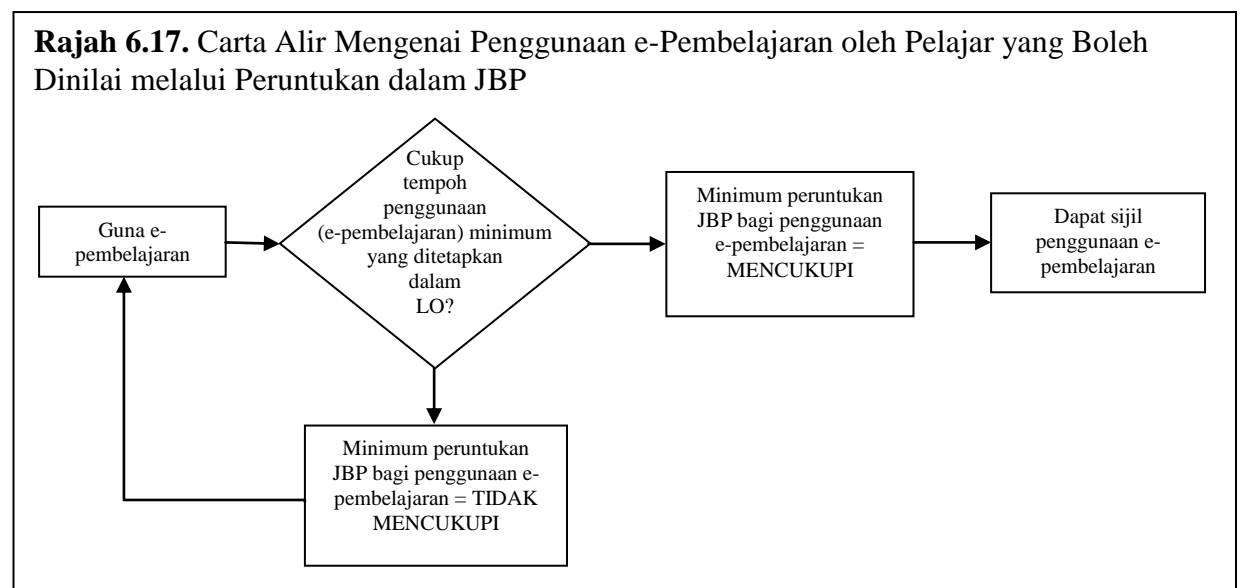 Rajah 6.17. Carta Alir Mengenai Penggunaan e-Pembelajaran oleh Pelajar yang Boleh
Dinilai melalui Peruntukan dalam JBP
Guna e-
pembelajaran
Cukup
tempoh
penggunaan
(e-pembelajaran) minimum
yang ditetapkan
dalam
LO?
Minimum peruntukan
JBP bagi penggunaan
e-pembelajaran =
MENCUKUPI
Dapat sijil
penggunaan e-
pembelajaran
Minimum peruntukan
JBP bagi penggunaan e-
pembelajaran = TIDAK
MENCUKUPI